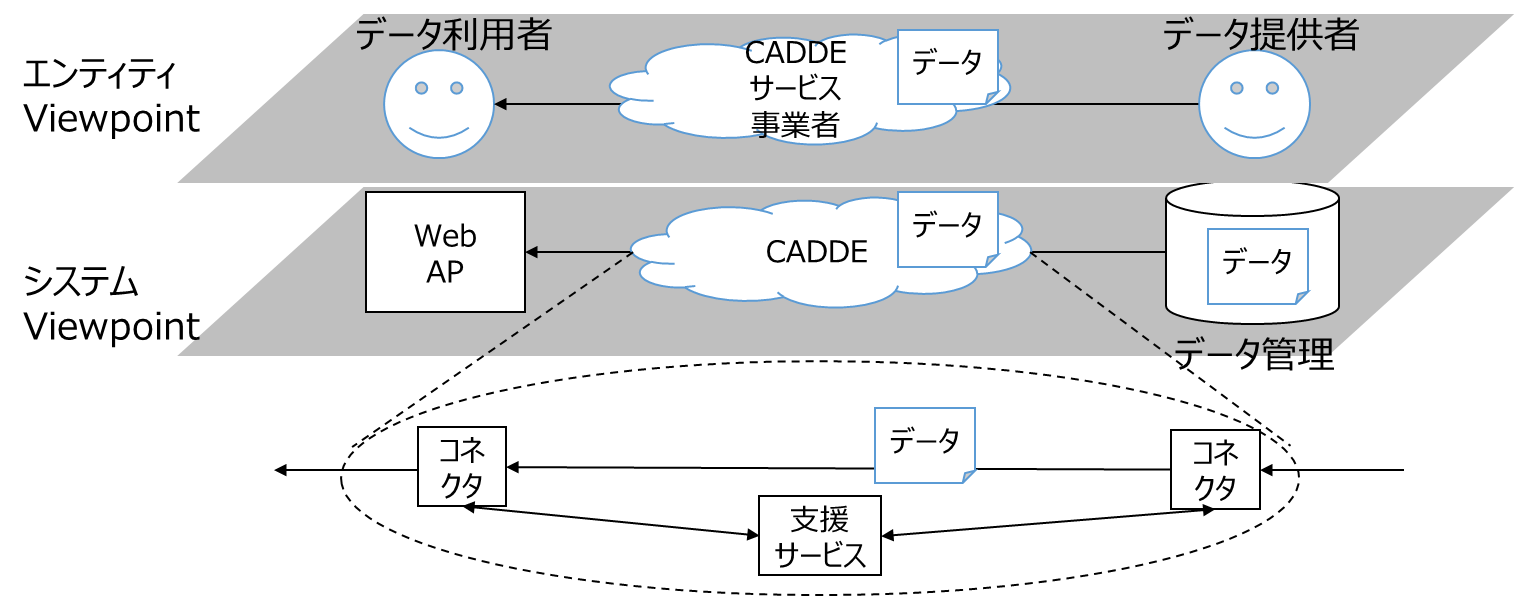 データ利用者
データ提供者
エンティティ
Viewpoint
CADDE
サービス
事業者
データ
システム
Viewpoint
Web
AP
CADDE
データ
データ
データ管理
コネ
クタ
データ
コネ
クタ
支援
サービス